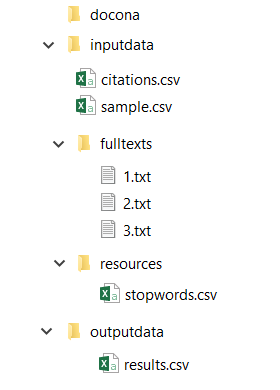 docona
inputdata
citations.csv
sample.csv
fulltexts
1.txt
2.txt
3.txt
resources
stopwords.csv
outputdata
results.csv